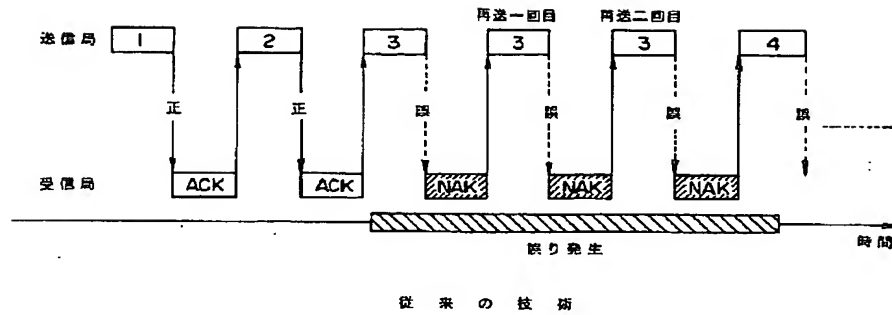 再送一回目 再送二回目
送信局 1 2 3 3 3 4
正 正 誤 誤 誤 誤
受信局 ACK ACK NAK NAK NAK
時間
誤り発生
従来の技術